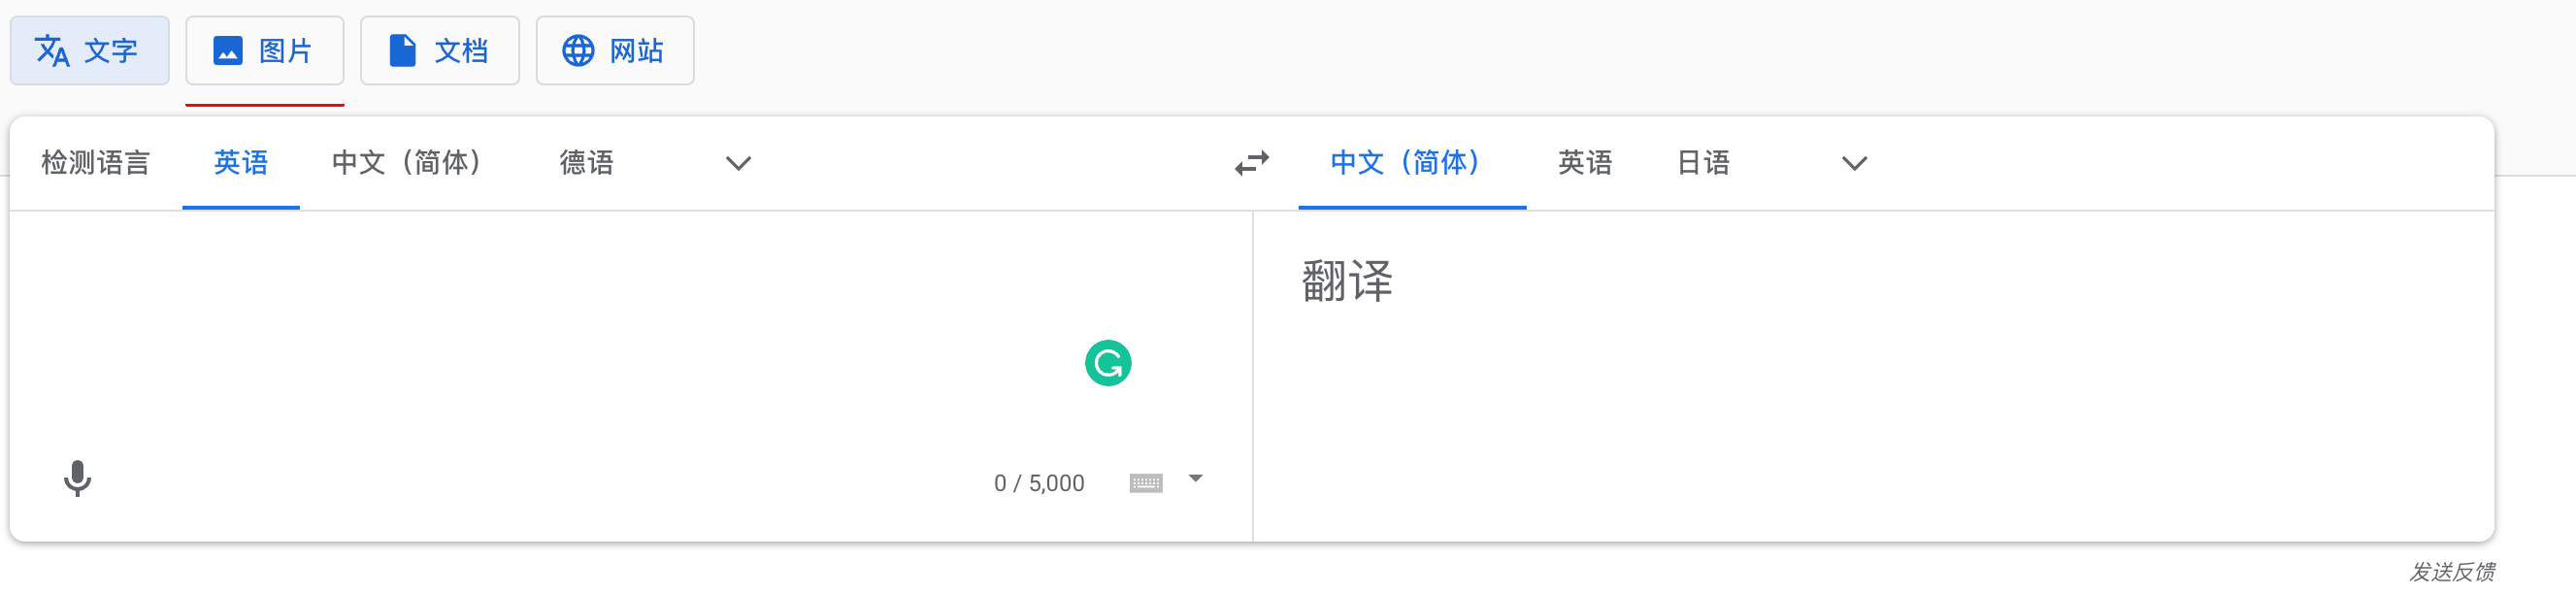 文字 图片 文档 网站
检测语言 英语 中文（简体） 德语 中文（简体） 英语 日语
翻译
0 / 5,000
发送反馈